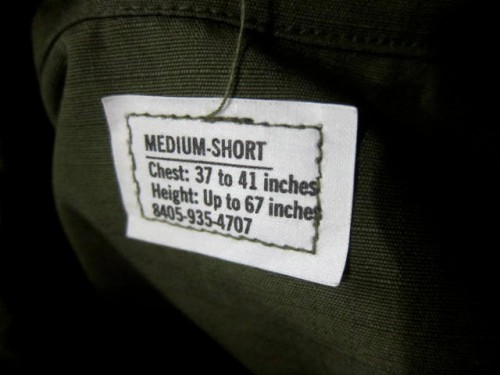 MEDIUM-SHORT
Chest: 37 to 41 inches
Height: Up to 67 inches
8405-935-4707